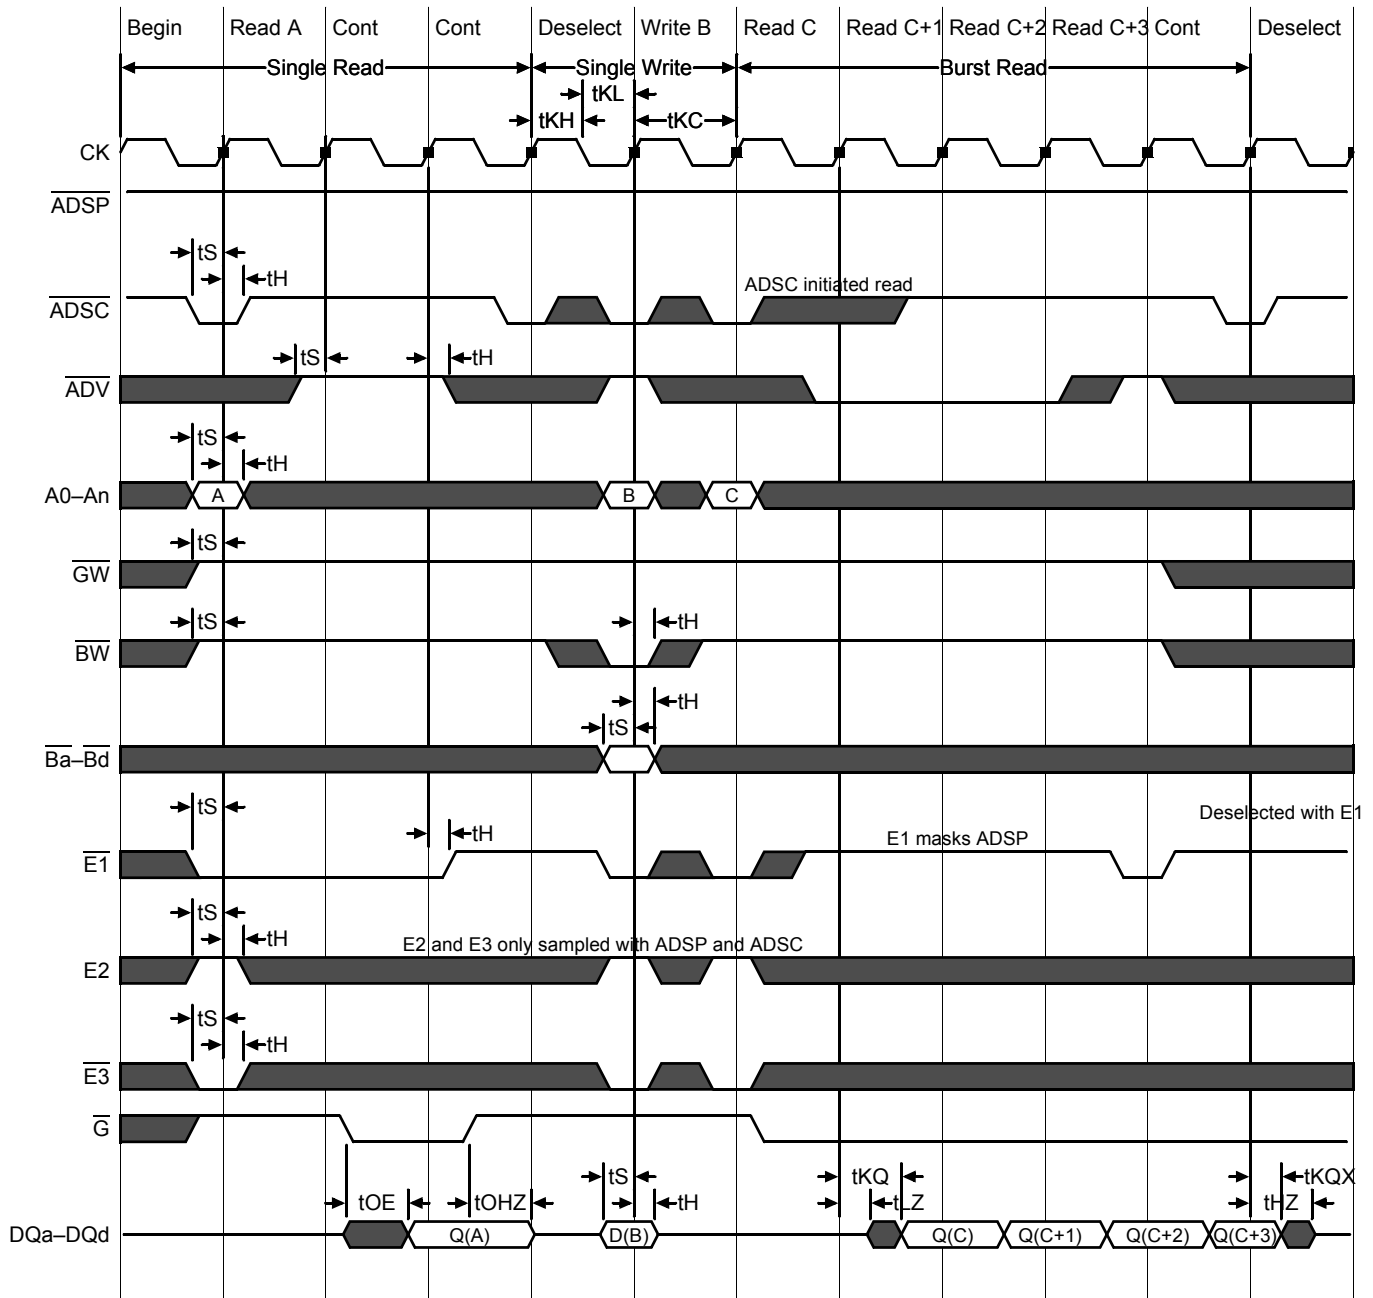 Begin Read A Cont Cont Deselect Write B Read C Read C+1 Read C+2 Read C+3 Cont Deselect
Single Read Single Write Burst Read
tKL
tKH tKC
CK
ADSP
tS
tH
ADSC initiated read
ADSC
tS tH
ADV
tS
tH
A0–An A B C
tS
GW
tS tH
BW
tH
tS
Ba–Bd
tS
Deselected with E1
tH
E1 masks ADSP
E1
tS
tH
E2 and E3 only sampled with ADSP and ADSC
E2
tS
tH
E3
G
tS tKQ tKQX
tOE tOHZ tH tLZ tHZ
DQa–DQd Q(A) D(B) Q(C) Q(C+1) Q(C+2) Q(C+3)